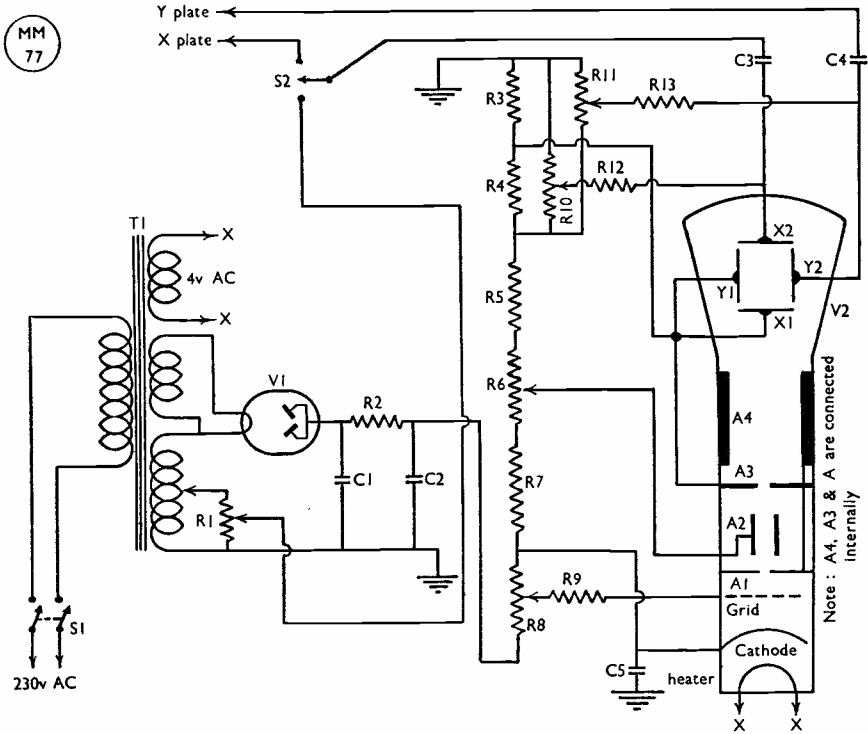 MM
77
Y plate
X plate
S2
C3
C4
R3
R11
R13
R4
R10
R12
T1
X
4v AC
X
X2
Y1
Y2
X1
V2
R5
V1
R6
R2
A4
C1
C2
R7
A3
R1
A2
A1
R9
Grid
R8
S1
Cathode
C5
heater
230v AC
X
X
Note : A4, A3 & A are connected
internally